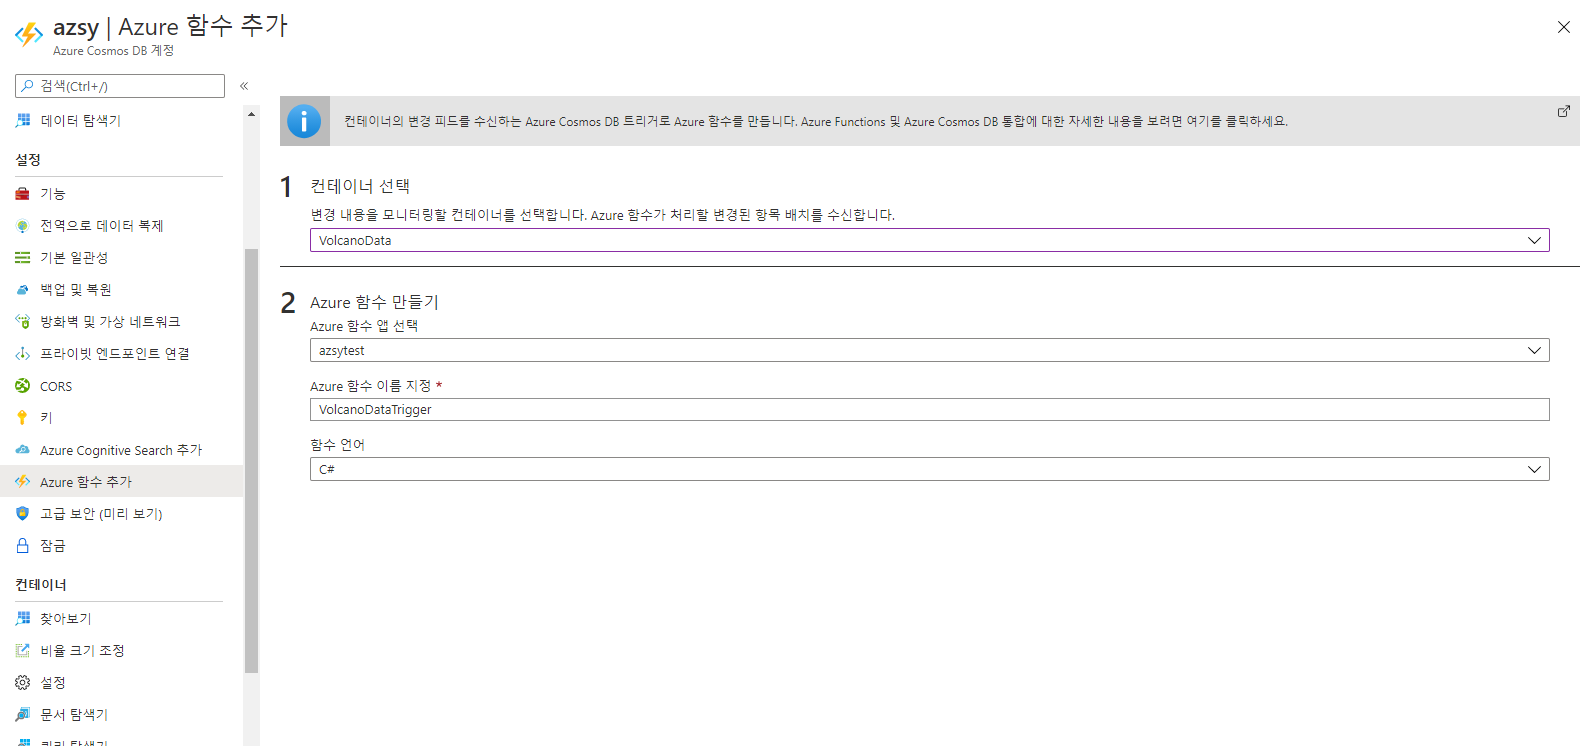 azsy | Azure 함수 추가
Azure Cosmos DB 계정
검색(Ctrl+/)
«
데이터 탐색기
설정
기능
전역으로 데이터 복제
기본 일관성
백업 및 복원
방화벽 및 가상 네트워크
프라이빗 엔드포인트 연결
CORS
키
Azure Cognitive Search 추가
Azure 함수 추가
고급 보안 (미리 보기)
잠금
컨테이너
찾아보기
비율 크기 조정
설정
문서 탐색기
컨테이너의 변경 피드를 수신하는 Azure Cosmos DB 트리거로 Azure 함수를 만듭니다. Azure Functions 및 Azure Cosmos DB 통합에 대한 자세한 내용을 보려면 여기를 클릭하세요.
1 컨테이너 선택
변경 내용을 모니터링할 컨테이너를 선택합니다. Azure 함수가 처리할 변경된 항목 배치를 수신합니다.
VolcanoData
2 Azure 함수 만들기
Azure 함수 앱 선택
azsytest
Azure 함수 이름 지정 *
VolcanoDataTrigger
함수 언어
C#